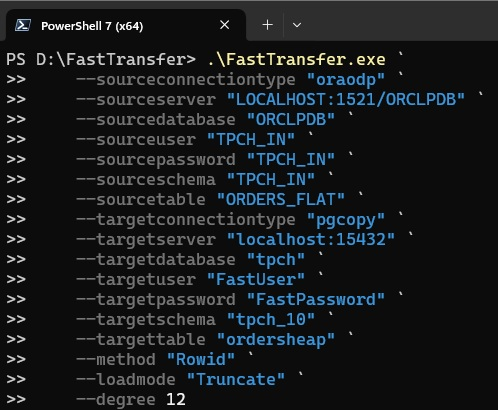 PowerShell 7 (x64)
PS D:\FastTransfer> .\FastTransfer.exe `
>>     --sourceconnectiontype "oraodp" `
>>     --sourceserver "LOCALHOST:1521/ORCLPDB" `
>>     --sourcedatabase "ORCLPDB" `
>>     --sourceuser "TPCH_IN" `
>>     --sourcepassword "TPCH_IN" `
>>     --sourceschema "TPCH_IN" `
>>     --sourcetable "ORDERS_FLAT" `
>>     --targetconnectiontype "pgcopy" `
>>     --targetserver "localhost:15432" `
>>     --targetdatabase "tpch" `
>>     --targetuser "FastUser" `
>>     --targetpassword "FastPassword" `
>>     --targetschema "tpch_10" `
>>     --targettable "ordersheap" `
>>     --method "Rowid" `
>>     --loadmode "Truncate" `
>>     --degree 12